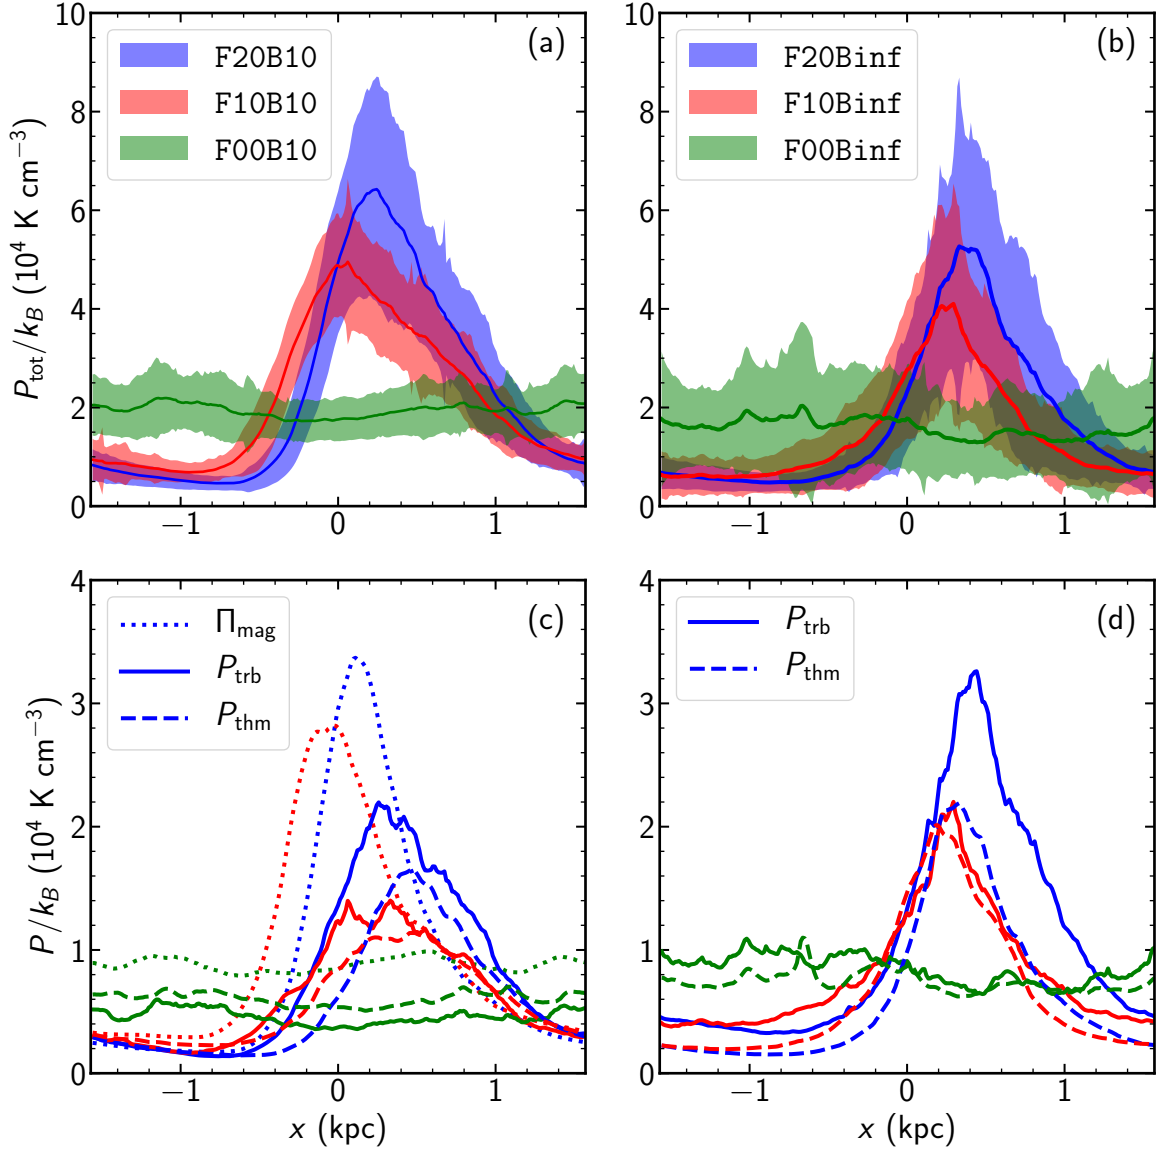 (a)
F20B10
F10B10
F00B10
P_tot/k_B (10^4 K cm^−3)
10
8
6
4
2
0
−1
0
1
(b)
F20Binf
F10Binf
F00Binf
10
8
6
4
2
0
−1
0
1
(c)
Π_mag
P_trb
P_thm
P/k_B (10^4 K cm^−3)
4
3
2
1
0
−1
0
1
x (kpc)
(d)
P_trb
P_thm
4
3
2
1
0
−1
0
1
x (kpc)